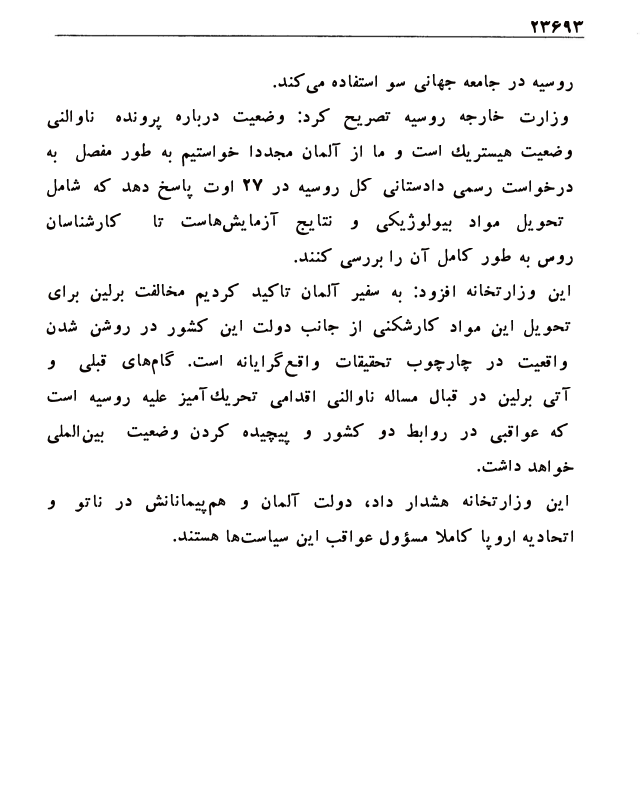 ۲۳۶۹۳
روسیه در جامعه جهانی سو استفاده می‌کند.
وزارت خارجه روسیه تصریح کرد: وضعیت درباره پرونده ناوالنی
وضعیت هیستریك است و ما از آلمان مجددا خواستیم به طور مفصل به
درخواست رسمی دادستانی کل روسیه در ۲۷ اوت پاسخ دهد که شامل
تحویل مواد بیولوژیکی و نتایج آزمایش‌هاست تا کارشناسان
روس به طور کامل آن را بررسی کنند.
این وزارتخانه افزود: به سفیر آلمان تاکید کردیم مخالفت برلین برای
تحویل این مواد کارشکنی از جانب دولت این کشور در روشن شدن
واقعیت در چارچوب تحقیقات واقع‌گرایانه است. گام‌های قبلی و
آتی برلین در قبال مساله ناوالنی اقدامی تحریك‌آمیز علیه روسیه است
که عواقبی در روابط دو کشور و پیچیده کردن وضعیت بین‌المللی
خواهد داشت.
این وزارتخانه هشدار داد، دولت آلمان و هم‌پیمانانش در ناتو و
اتحادیه اروپا کاملا مسؤول عواقب این سیاست‌ها هستند.